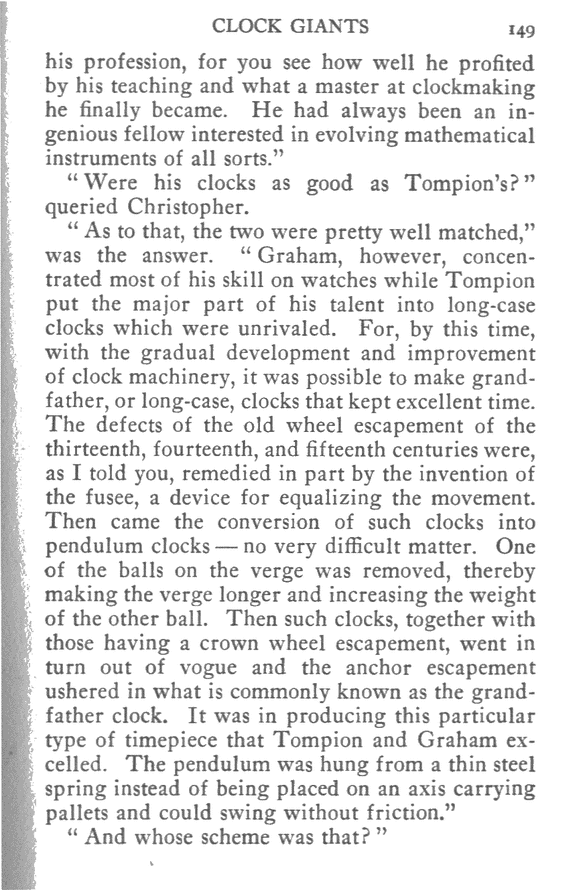 CLOCK GIANTS 149
his profession, for you see how well he profited
by his teaching and what a master at clockmaking
he finally became. He had always been an in-
genious fellow interested in evolving mathematical
instruments of all sorts.”
“Were his clocks as good as Tompion's?”
queried Christopher.
“As to that, the two were pretty well matched,”
was the answer. “Graham, however, concen-
trated most of his skill on watches while Tompion
put the major part of his talent into long-case
clocks which were unrivaled. For, by this time,
with the gradual development and improvement
of clock machinery, it was possible to make grand-
father, or long-case, clocks that kept excellent time.
The defects of the old wheel escapement of the
thirteenth, fourteenth, and fifteenth centuries were,
as I told you, remedied in part by the invention of
the fusee, a device for equalizing the movement.
Then came the conversion of such clocks into
pendulum clocks — no very difficult matter. One
of the balls on the verge was removed, thereby
making the verge longer and increasing the weight
of the other ball. Then such clocks, together with
those having a crown wheel escapement, went in
turn out of vogue and the anchor escapement
ushered in what is commonly known as the grand-
father clock. It was in producing this particular
type of timepiece that Tompion and Graham ex-
celled. The pendulum was hung from a thin steel
spring instead of being placed on an axis carrying
pallets and could swing without friction.”
“And whose scheme was that?”